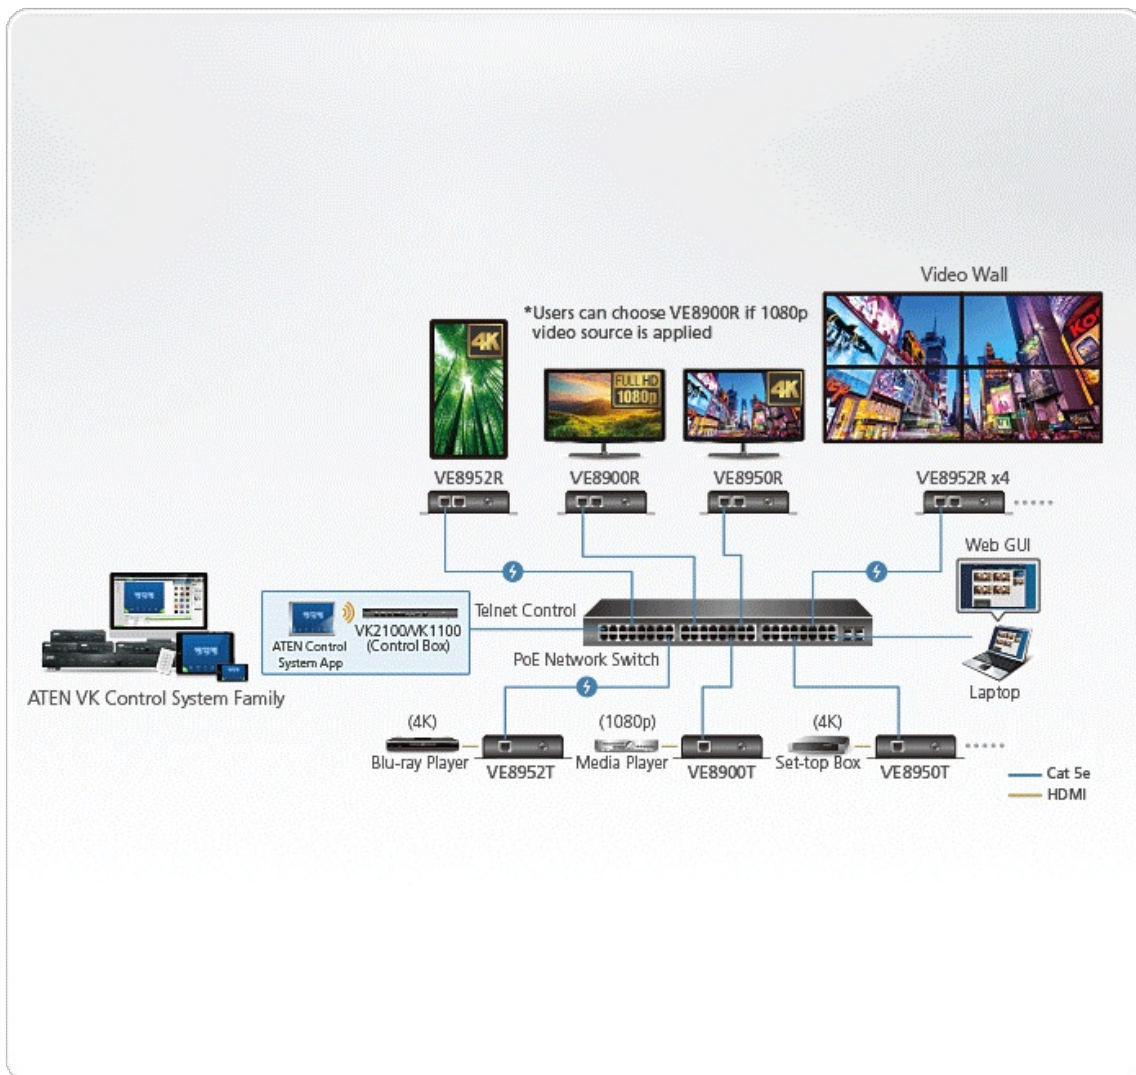 Video Wall
*Users can choose VE8900R if 1080p
video source is applied
4K
FULL HD
1080p
4K
VE8952R
VE8900R
VE8950R
VE8952R x4
Web GUI
Telnet Control
ATEN Control
System App
VK2100/VK1100
(Control Box)
PoE Network Switch
Laptop
ATEN VK Control System Family
(4K)
(1080p)
(4K)
Blu-ray Player
VE8952T
Media Player
VE8900T
Set-top Box
VE8950T
Cat 5e
HDMI